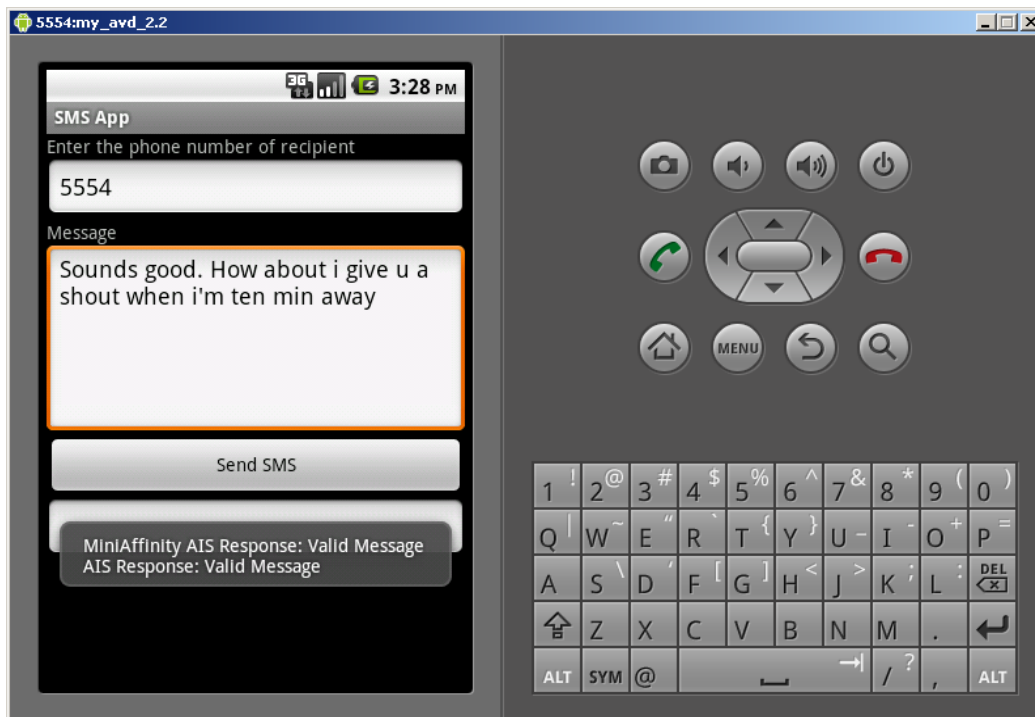 5554:my_avd_2.2
3G
3:28 PM
SMS App
Enter the phone number of recipient
5554
Message
Sounds good. How about i give u a
shout when i'm ten min away
Send SMS
MiniAffinity AIS Response: Valid Message
AIS Response: Valid Message
MENU
1 ! 2 @ 3 # 4 $ 5 % 6 ^ 7 & 8 * 9 ( 0 )
Q | W ~ E " R ` T { Y } U _ I - O + P =
A S \ D ' F [ G ] H < J > K ; L : DEL
Z X C V B N M .
ALT SYM @ / ? , ALT